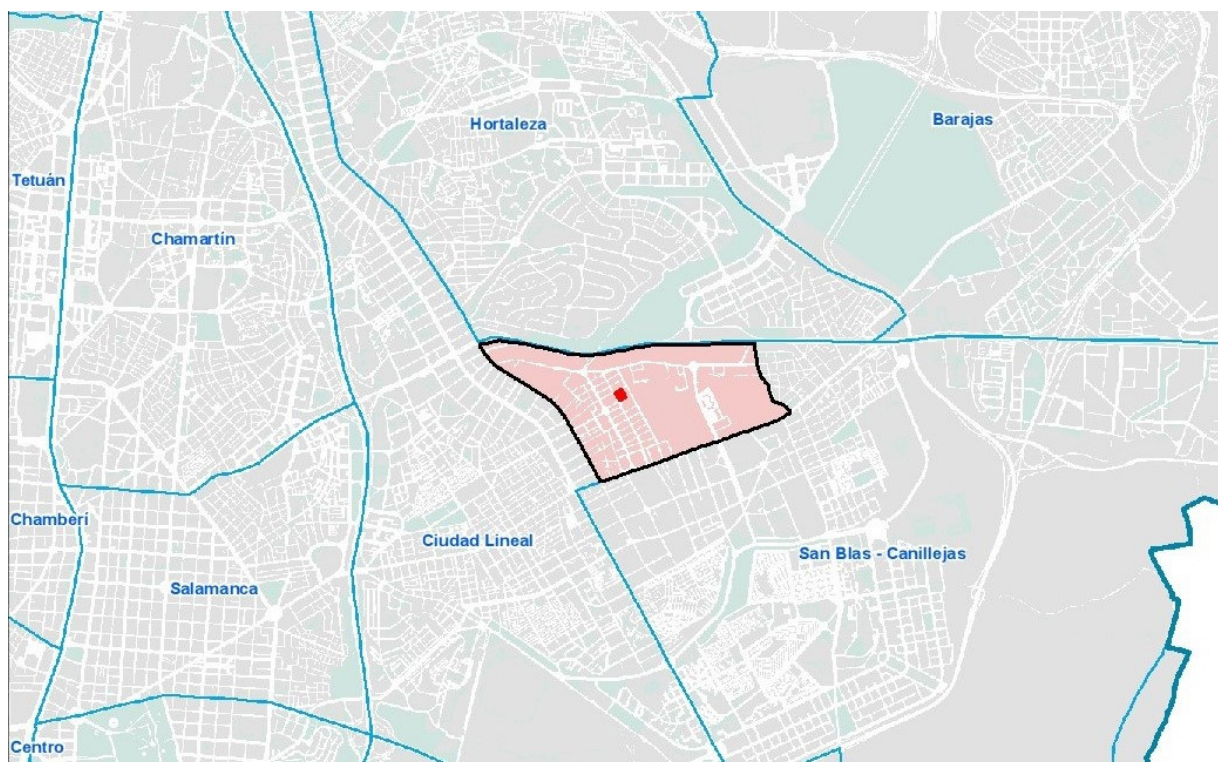 Barajas
Hortaleza
Tetuán
Chamartín
Chamberí
Ciudad Lineal
San Blas - Canillejas
Salamanca
Centro